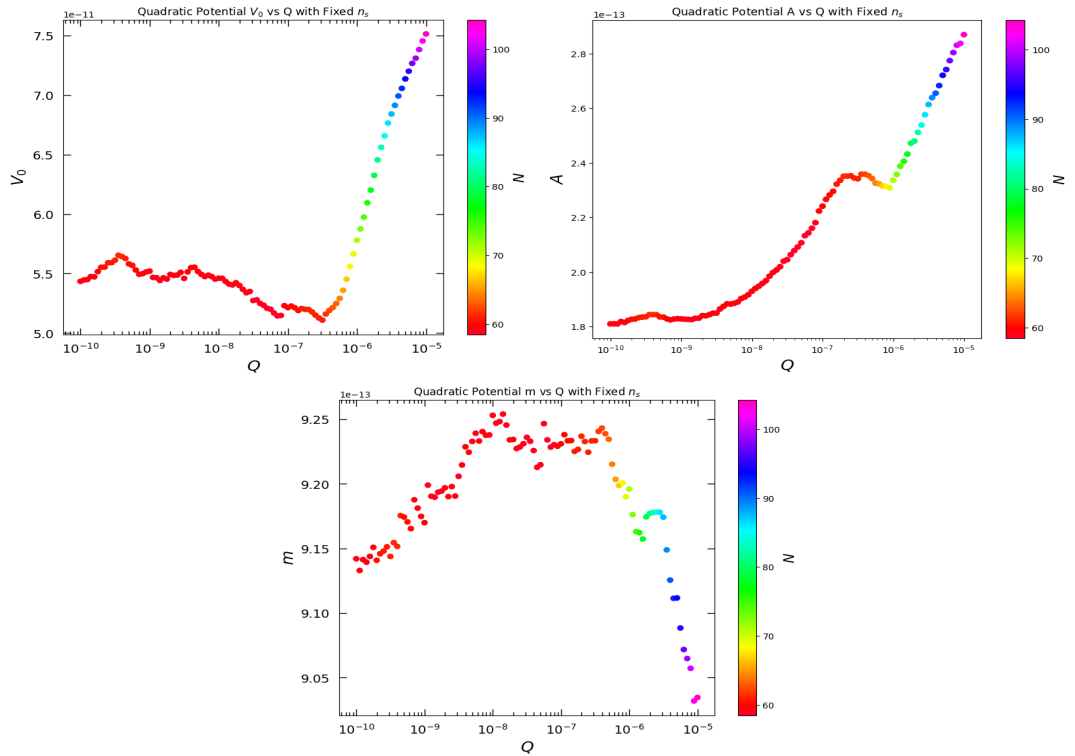 Quadratic Potential V₀ vs Q with Fixed nₛ
1e−11
7.5
7.0
6.5
6.0
5.5
5.0
V₀
10⁻¹⁰ 10⁻⁹ 10⁻⁸ 10⁻⁷ 10⁻⁶ 10⁻⁵
Q
100
90
80
70
60
N
Quadratic Potential A vs Q with Fixed nₛ
1e−13
2.8
2.6
2.4
2.2
2.0
1.8
A
10⁻¹⁰ 10⁻⁹ 10⁻⁸ 10⁻⁷ 10⁻⁶ 10⁻⁵
Q
100
90
80
70
60
N
Quadratic Potential m vs Q with Fixed nₛ
1e−13
9.25
9.20
9.15
9.10
9.05
m
10⁻¹⁰ 10⁻⁹ 10⁻⁸ 10⁻⁷ 10⁻⁶ 10⁻⁵
Q
100
90
80
70
60
N